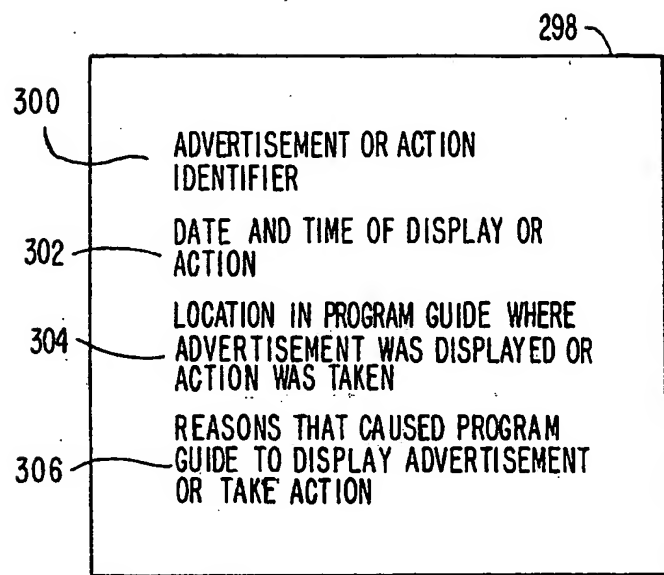 298
300
ADVERTISEMENT OR ACTION
IDENTIFIER
302
DATE AND TIME OF DISPLAY OR
ACTION
304
LOCATION IN PROGRAM GUIDE WHERE
ADVERTISEMENT WAS DISPLAYED OR
ACTION WAS TAKEN
306
REASONS THAT CAUSED PROGRAM
GUIDE TO DISPLAY ADVERTISEMENT
OR TAKE ACTION